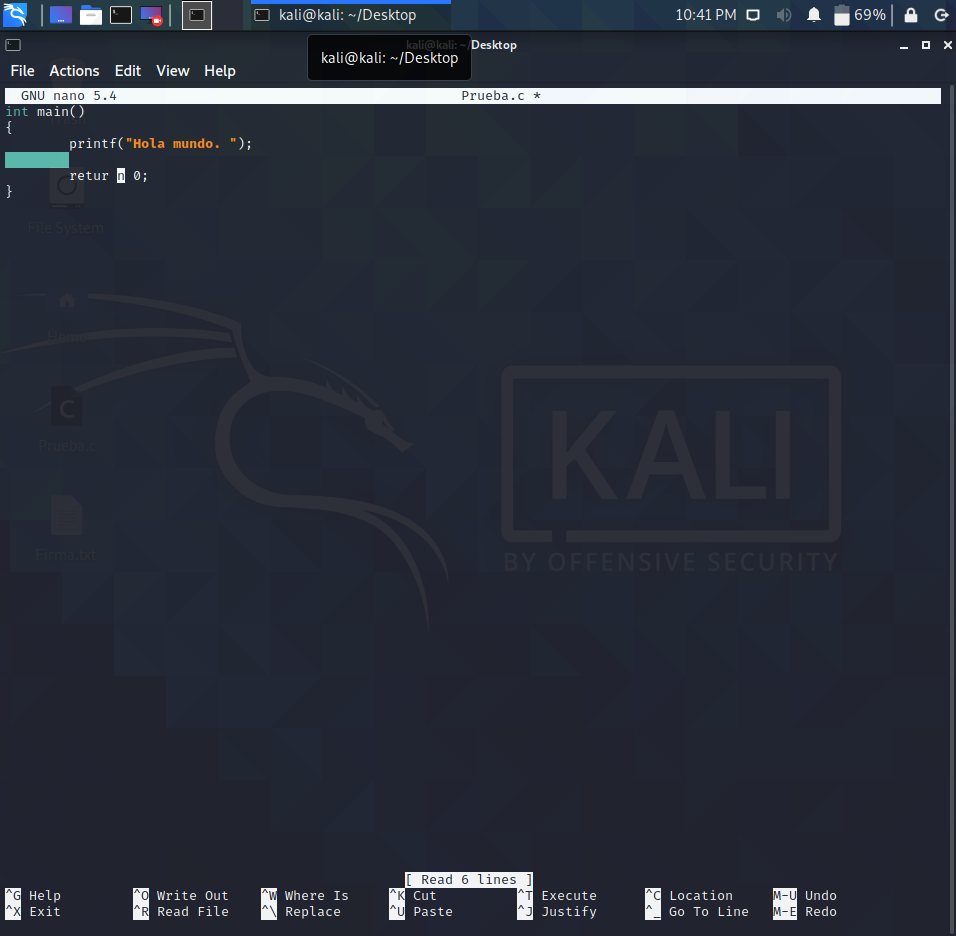 kali@kali: ~/Desktop
10:41 PM
69%
kali@kali: ~/Desktop
kali@kali: ~/Desktop
File Actions Edit View Help
GNU nano 5.4 Prueba.c *
int main()
{
printf("Hola mundo. ");
retur n 0;
}
File System
Home
C
Prueba.c
Firma.txt
KALI
BY OFFENSIVE SECURITY
[ Read 6 lines ]
^G Help ^O Write Out ^W Where Is ^K Cut ^T Execute ^C Location M-U Undo
^X Exit ^R Read File ^\ Replace ^U Paste ^J Justify ^_ Go To Line M-E Redo